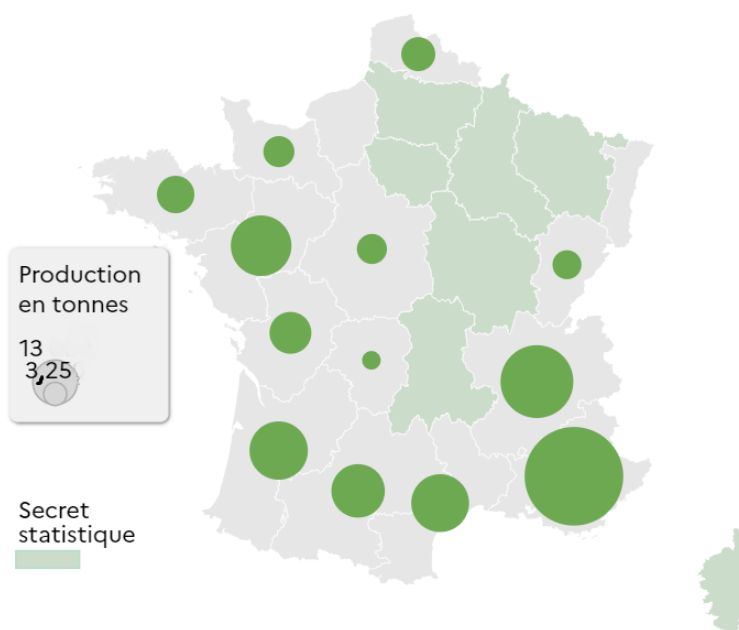 Production
en tonnes
13
3,25
Secret
statistique